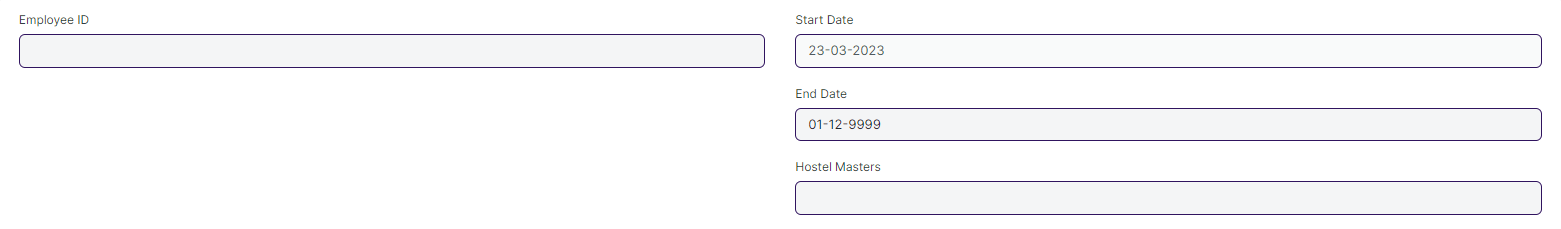 Employee ID
Start Date
23-03-2023
End Date
01-12-9999
Hostel Masters